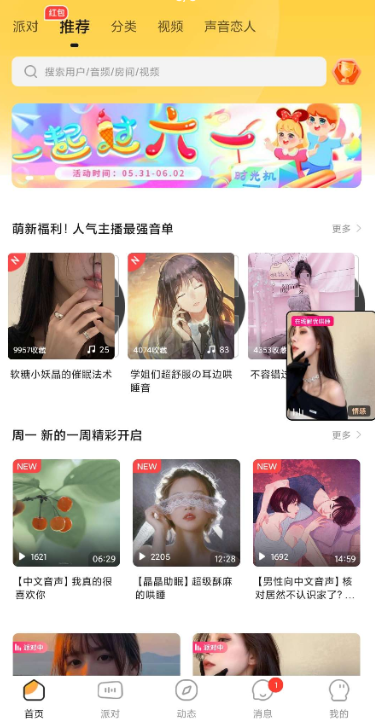 红包
派对 推荐 分类 视频 声音恋人
搜索用户/音频/房间/视频
一起过六一
活动时间：05.31-06.02 时光机
萌新福利！人气主播最强音单 更多
N N
9957收藏 25 4074收藏 83 4353收藏
在线解忧哄睡
情咏
软糖小妖晶的催眠法术 学姐们超舒服の耳边哄 不容错过
睡音
周一 新的一周精彩开启 更多
NEW NEW NEW
1621 06:29 2205 12:28 1692 14:59
【中文音声】我真的很 【晶晶助眠】超级酥麻 【男性向中文音声】核
喜欢你 的哄睡 对居然不认识家了？...
派对中 派对中
1
首页 派对 动态 消息 我的